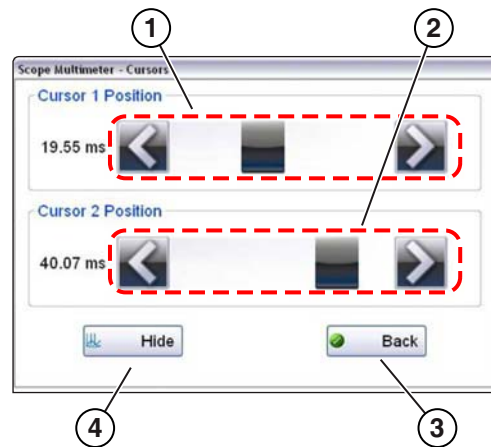 1
2
Scope Multimeter - Cursors
Cursor 1 Position
19.55 ms
Cursor 2 Position
40.07 ms
Hide
Back
4
3